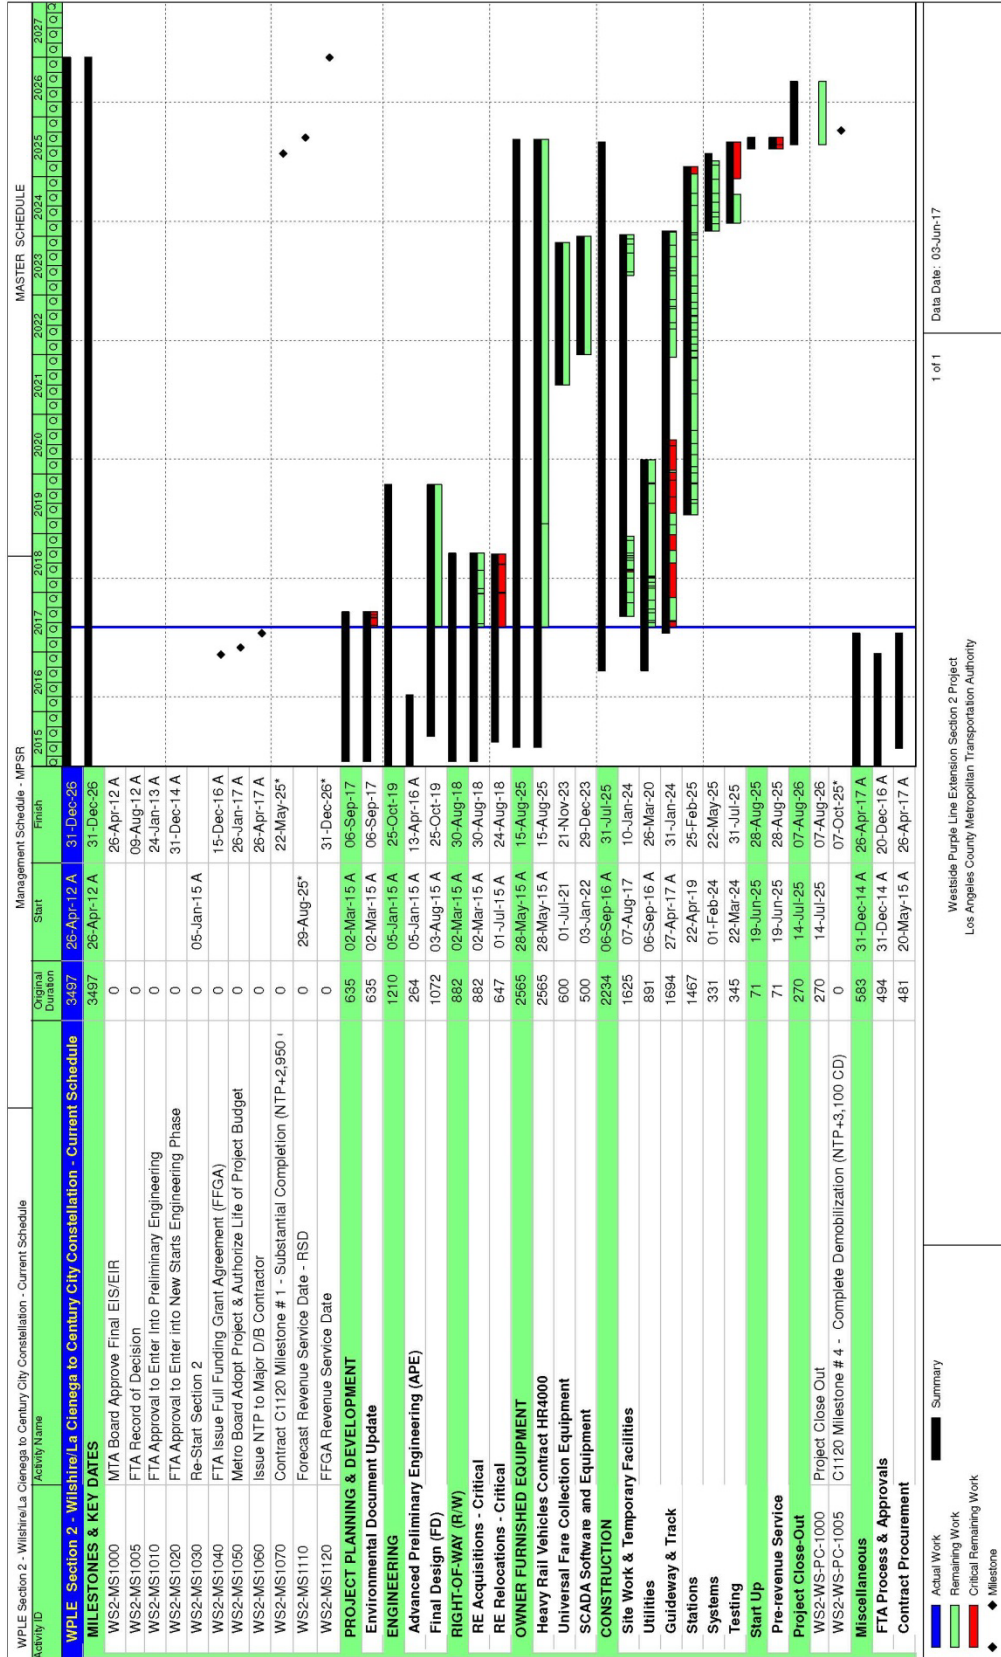 WPLE Section 2 - Wilshire/La Cienega to Century City Constellation - Current Schedule Management Schedule - MPSR MASTER SCHEDULE
Activity ID Activity Name Original Duration Start Finish 2015 2016 2017 2018 2019 2020 2021 2022 2023 2024 2025 2026 2027
Q Q Q Q Q Q Q Q Q Q Q Q Q Q Q Q Q Q Q Q Q Q Q Q Q Q Q Q Q Q Q Q Q Q Q Q Q Q Q Q Q Q Q Q Q Q Q Q Q Q Q
WPLE Section 2 - Wilshire/La Cienega to Century City Constellation - Current Schedule 3497 26-Apr-12 A 31-Dec-26
MILESTONES & KEY DATES 3497 26-Apr-12 A 31-Dec-26
WS2-MS1000 MTA Board Approve Final EIS/EIR 0 26-Apr-12 A
WS2-MS1005 FTA Record of Decision 0 09-Aug-12 A
WS2-MS1010 FTA Approval to Enter Into Preliminary Engineering 0 24-Jan-13 A
WS2-MS1020 FTA Approval to Enter into New Starts Engineering Phase 0 31-Dec-14 A
WS2-MS1030 Re-Start Section 2 0 05-Jan-15 A
WS2-MS1040 FTA Issue Full Funding Grant Agreement (FFGA) 0 15-Dec-16 A
WS2-MS1050 Metro Board Adopt Project & Authorize Life of Project Budget 0 26-Jan-17 A
WS2-MS1060 Issue NTP to Major D/B Contractor 0 26-Apr-17 A
WS2-MS1070 Contract C1120 Milestone # 1 - Substantial Completion (NTP+2,950 0 22-May-25*
WS2-MS1110 Forecast Revenue Service Date - RSD 0 29-Aug-25*
WS2-MS1120 FFGA Revenue Service Date 0 31-Dec-26*
PROJECT PLANNING & DEVELOPMENT 635 02-Mar-15 A 06-Sep-17
Environmental Document Update 635 02-Mar-15 A 06-Sep-17
ENGINEERING 1210 05-Jan-15 A 25-Oct-19
Advanced Preliminary Engineering (APE) 264 05-Jan-15 A 13-Apr-16 A
Final Design (FD) 1072 03-Aug-15 A 25-Oct-19
RIGHT-OF-WAY (R/W) 882 02-Mar-15 A 30-Aug-18
RE Acquisitions - Critical 882 02-Mar-15 A 30-Aug-18
RE Relocations - Critical 647 01-Jul-15 A 24-Aug-18
OWNER FURNISHED EQUIPMENT 2565 28-May-15 A 15-Aug-25
Heavy Rail Vehicles Contract HR4000 2565 28-May-15 A 15-Aug-25
Universal Fare Collection Equipment 600 01-Jul-21 21-Nov-23
SCADA Software and Equipment 500 03-Jan-22 29-Dec-23
CONSTRUCTION 2234 06-Sep-16 A 31-Jul-25
Site Work & Temporary Facilities 1625 07-Aug-17 10-Jan-24
Utilities 891 06-Sep-16 A 26-Mar-20
Guideway & Track 1694 27-Apr-17 A 31-Jan-24
Stations 1467 22-Apr-19 25-Feb-25
Systems 331 01-Feb-24 22-May-25
Testing 345 22-Mar-24 31-Jul-25
Start Up 71 19-Jun-25 28-Aug-25
Pre-revenue Service 71 19-Jun-25 28-Aug-25
Project Close-Out 270 14-Jul-25 07-Aug-26
WS2-WS-PC-1000 Project Close Out 270 14-Jul-25 07-Aug-26
WS2-WS-PC-1005 C1120 Milestone # 4 - Complete Demobilization (NTP+3,100 CD) 0 07-Oct-25*
Miscellaneous 583 31-Dec-14 A 26-Apr-17 A
FTA Process & Approvals 494 31-Dec-14 A 20-Dec-16 A
Contract Procurement 481 20-May-15 A 26-Apr-17 A
Actual Work Summary
Remaining Work
Critical Remaining Work
Milestone
Westside Purple Line Extension Section 2 Project
Los Angeles County Metropolitan Transportation Authority
1 of 1
Data Date: 03-Jun-17